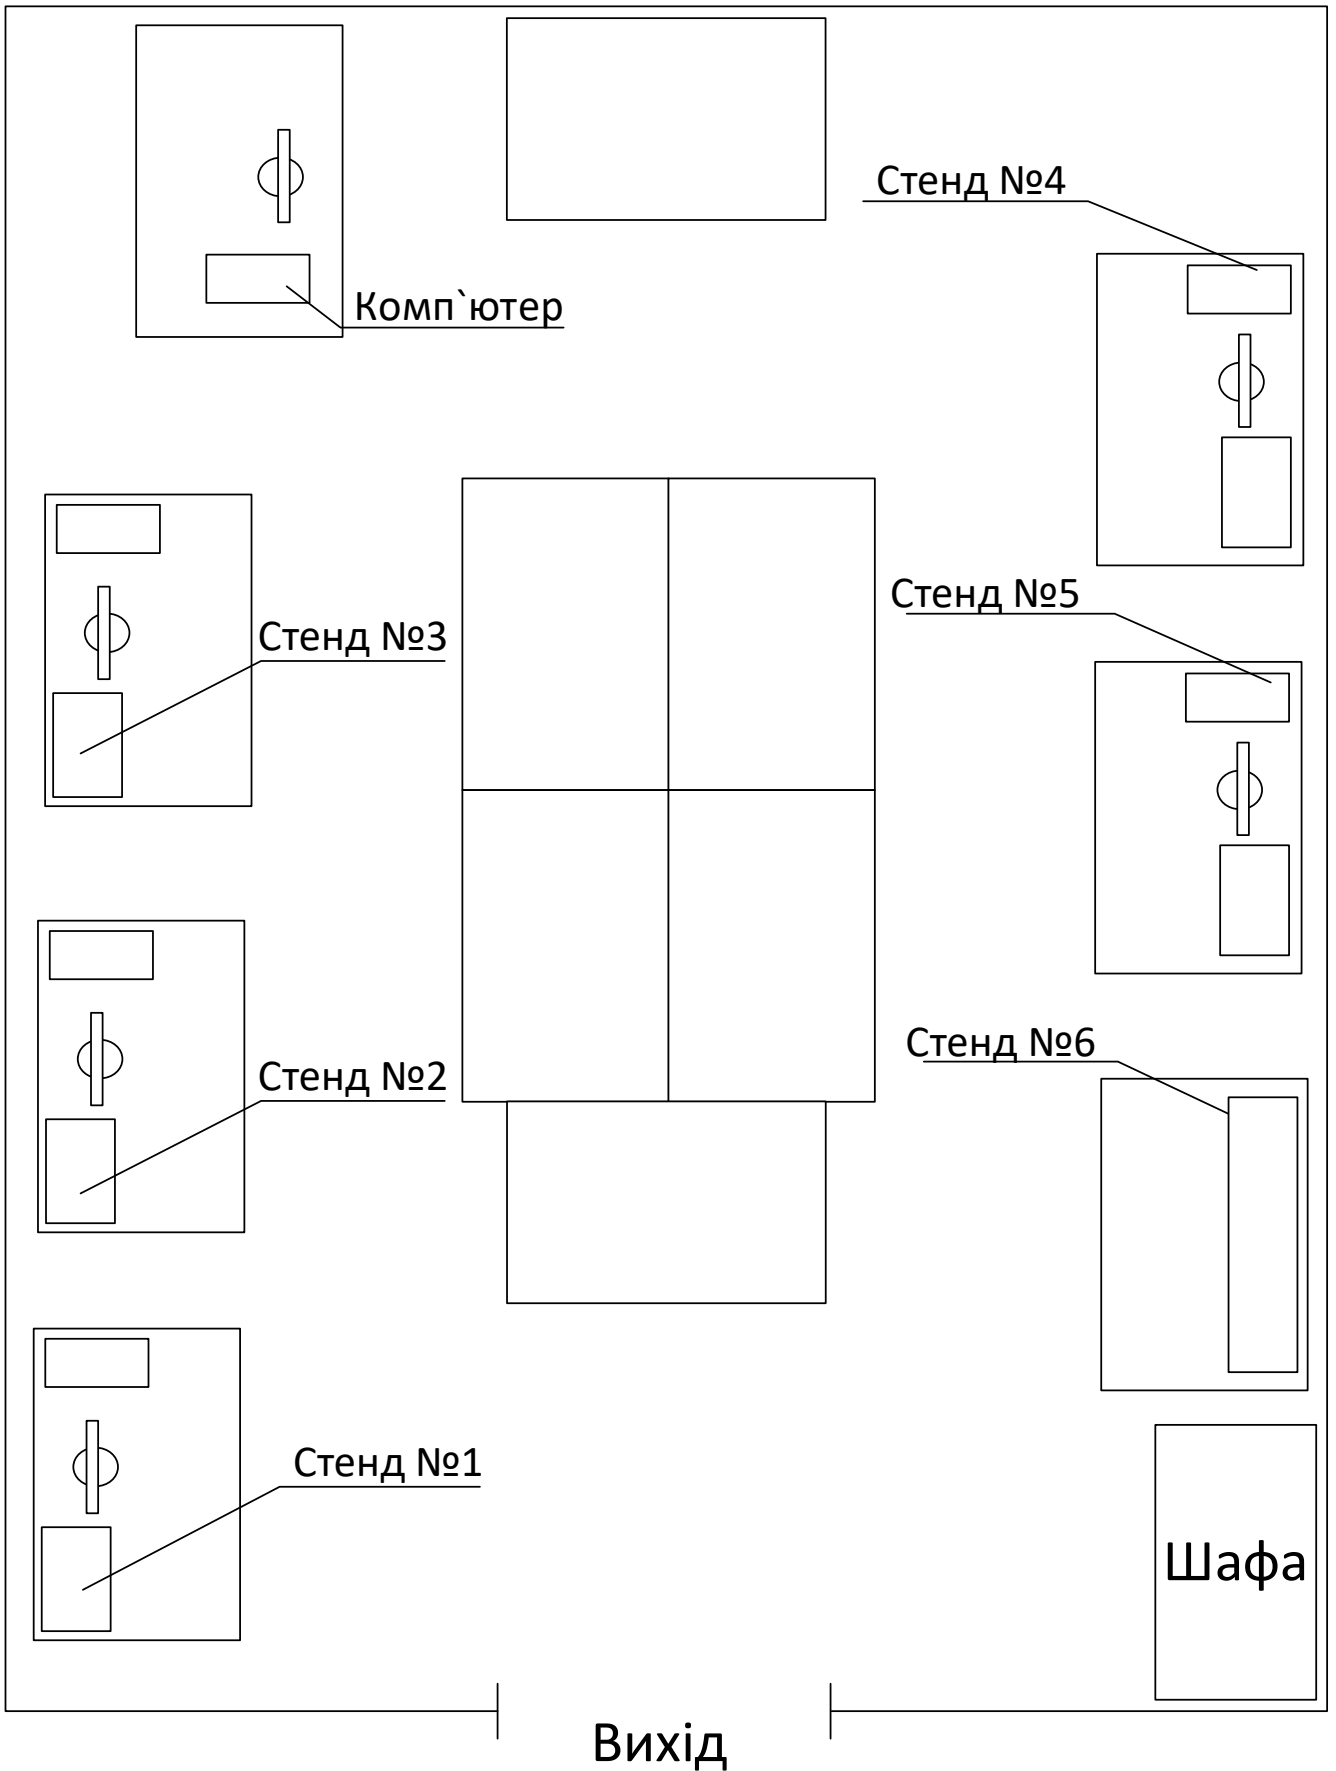 Стенд №4
Комп`ютер
Стенд №5
Стенд №3
Стенд №6
Стенд №2
Стенд №1
Шафа
Вихід